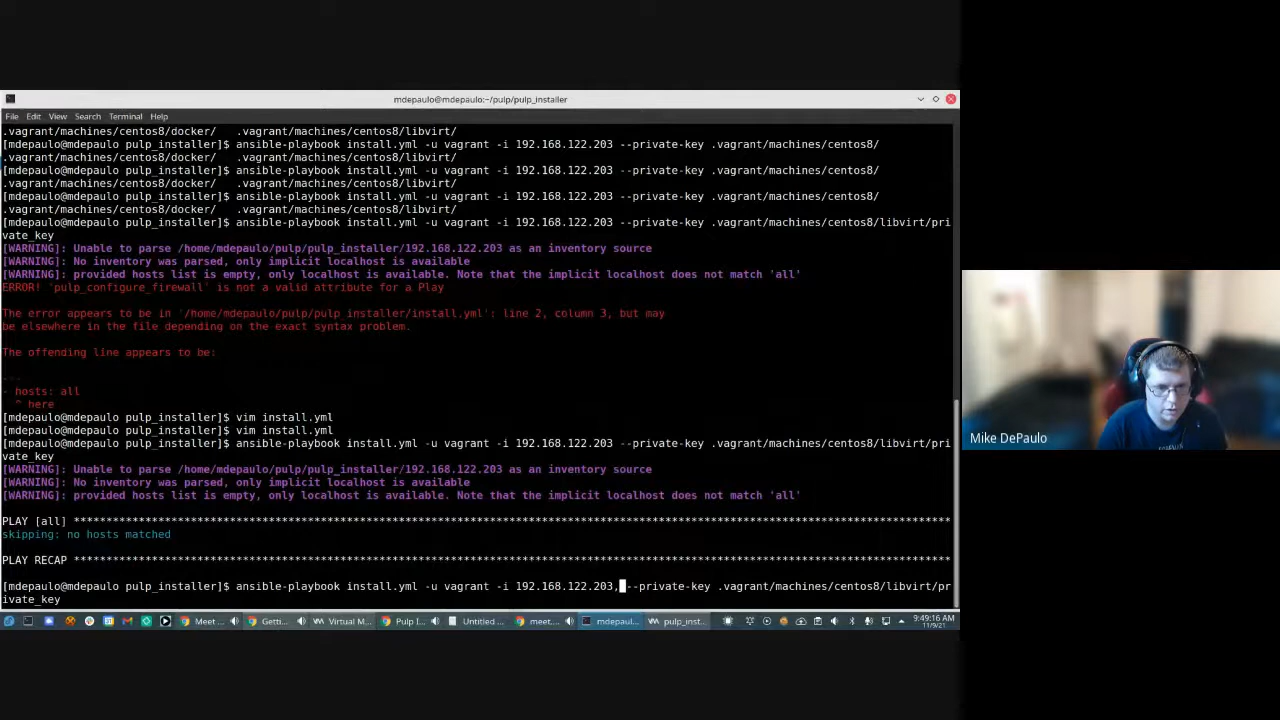 mdepaulo@mdepaulo:~/pulp/pulp_installer
File Edit View Search Terminal Help
.vagrant/machines/centos8/docker/ .vagrant/machines/centos8/libvirt/
[mdepaulo@mdepaulo pulp_installer]$ ansible-playbook install.yml -u vagrant -i 192.168.122.203 --private-key .vagrant/machines/centos8/
.vagrant/machines/centos8/docker/ .vagrant/machines/centos8/libvirt/
[mdepaulo@mdepaulo pulp_installer]$ ansible-playbook install.yml -u vagrant -i 192.168.122.203 --private-key .vagrant/machines/centos8/
.vagrant/machines/centos8/docker/ .vagrant/machines/centos8/libvirt/
[mdepaulo@mdepaulo pulp_installer]$ ansible-playbook install.yml -u vagrant -i 192.168.122.203 --private-key .vagrant/machines/centos8/
.vagrant/machines/centos8/docker/ .vagrant/machines/centos8/libvirt/
[mdepaulo@mdepaulo pulp_installer]$ ansible-playbook install.yml -u vagrant -i 192.168.122.203 --private-key .vagrant/machines/centos8/libvirt/pri
vate_key
[WARNING]: Unable to parse /home/mdepaulo/pulp/pulp_installer/192.168.122.203 as an inventory source
[WARNING]: No inventory was parsed, only implicit localhost is available
[WARNING]: provided hosts list is empty, only localhost is available. Note that the implicit localhost does not match 'all'
ERROR! 'pulp_configure_firewall' is not a valid attribute for a Play
The error appears to be in '/home/mdepaulo/pulp/pulp_installer/install.yml': line 2, column 3, but may
be elsewhere in the file depending on the exact syntax problem.
The offending line appears to be:
---
- hosts: all
^ here
[mdepaulo@mdepaulo pulp_installer]$ vim install.yml
[mdepaulo@mdepaulo pulp_installer]$ vim install.yml
[mdepaulo@mdepaulo pulp_installer]$ ansible-playbook install.yml -u vagrant -i 192.168.122.203 --private-key .vagrant/machines/centos8/libvirt/pri
vate_key
[WARNING]: Unable to parse /home/mdepaulo/pulp/pulp_installer/192.168.122.203 as an inventory source
[WARNING]: No inventory was parsed, only implicit localhost is available
[WARNING]: provided hosts list is empty, only localhost is available. Note that the implicit localhost does not match 'all'
PLAY [all] ****************************************************************************************************************************************
skipping: no hosts matched
PLAY RECAP ****************************************************************************************************************************************
[mdepaulo@mdepaulo pulp_installer]$ ansible-playbook install.yml -u vagrant -i 192.168.122.203, --private-key .vagrant/machines/centos8/libvirt/pr
ivate_key
Meet ... Getti... Virtual M... Pulp I... Untitled ... meet.... mdepaul... pulp_inst... 9:49:16 AM
11/9/21
Mike DePaulo